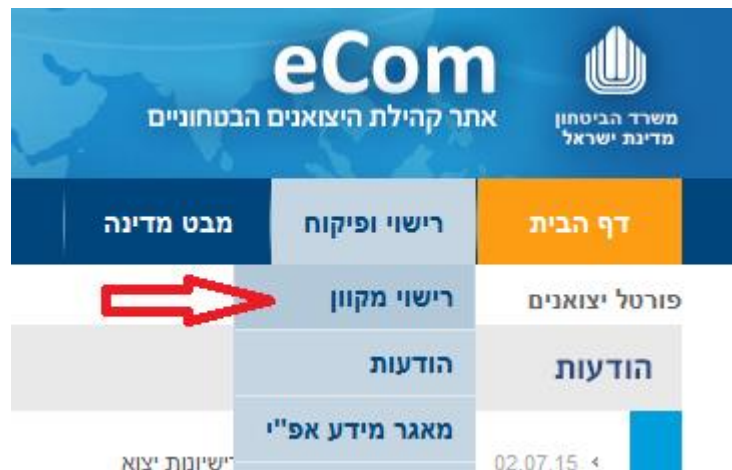 eCom
אתר קהילת היצואנים הבטחוניים
משרד הביטחון
מדינת ישראל
דף הבית
רישוי ופיקוח
מבט מדינה
רישוי מקוון
הודעות
מאגר מידע אפ"י
פורטל יצואנים
הודעות
02.07.15
רישיונות יצוא